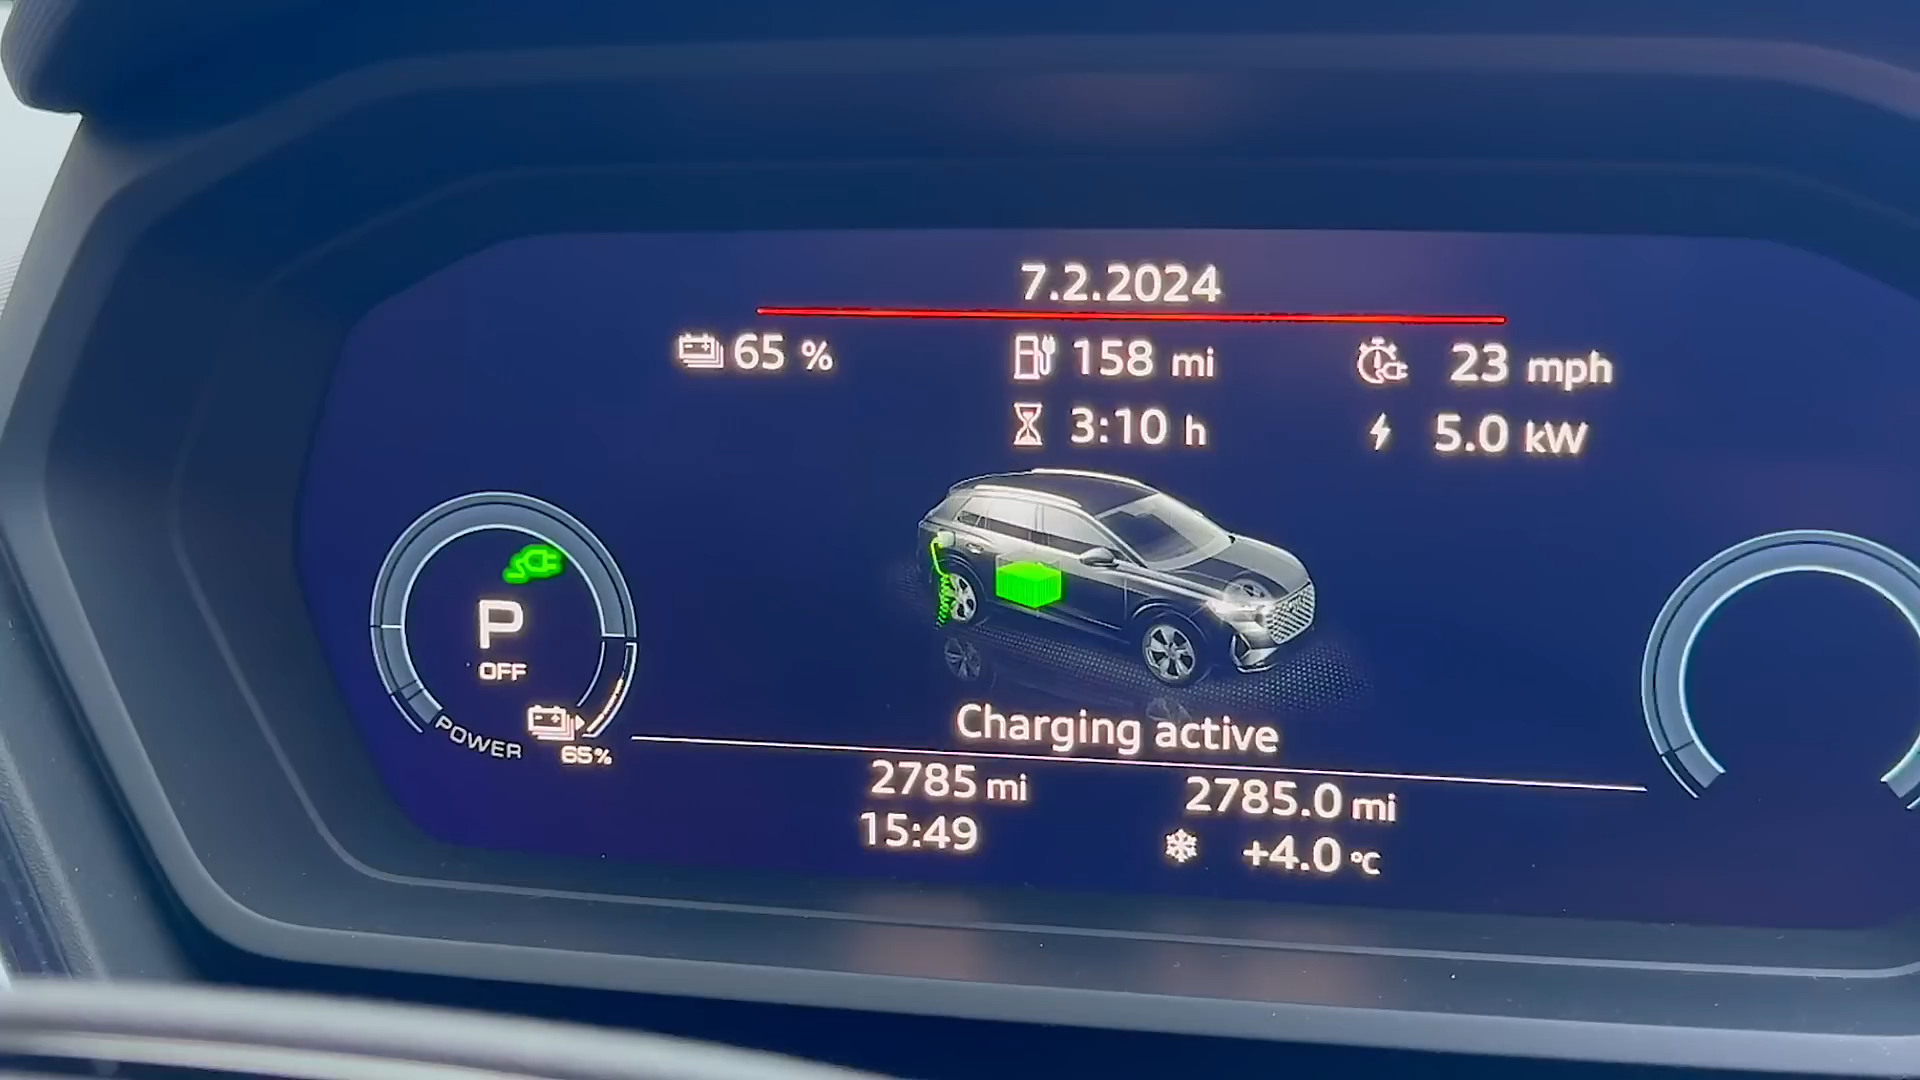 7.2.2024
65 % 158 mi 23 mph
3:10 h 5.0 kW
P
OFF
POWER
65%
Charging active
2785 mi 2785.0 mi
15:49 +4.0 °C